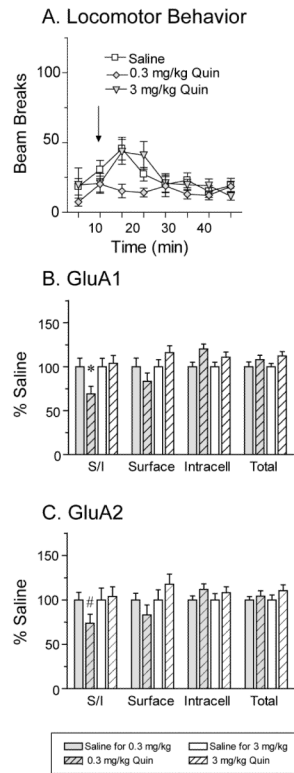 A. Locomotor Behavior
Saline
0.3 mg/kg Quin
3 mg/kg Quin
Beam Breaks
100
50
0
10 20 30 40
Time (min)
B. GluA1
% Saline
150
100
50
0
*
S/I Surface Intracell Total
C. GluA2
% Saline
150
100
50
0
#
S/I Surface Intracell Total
Saline for 0.3 mg/kg
Saline for 3 mg/kg
0.3 mg/kg Quin
3 mg/kg Quin